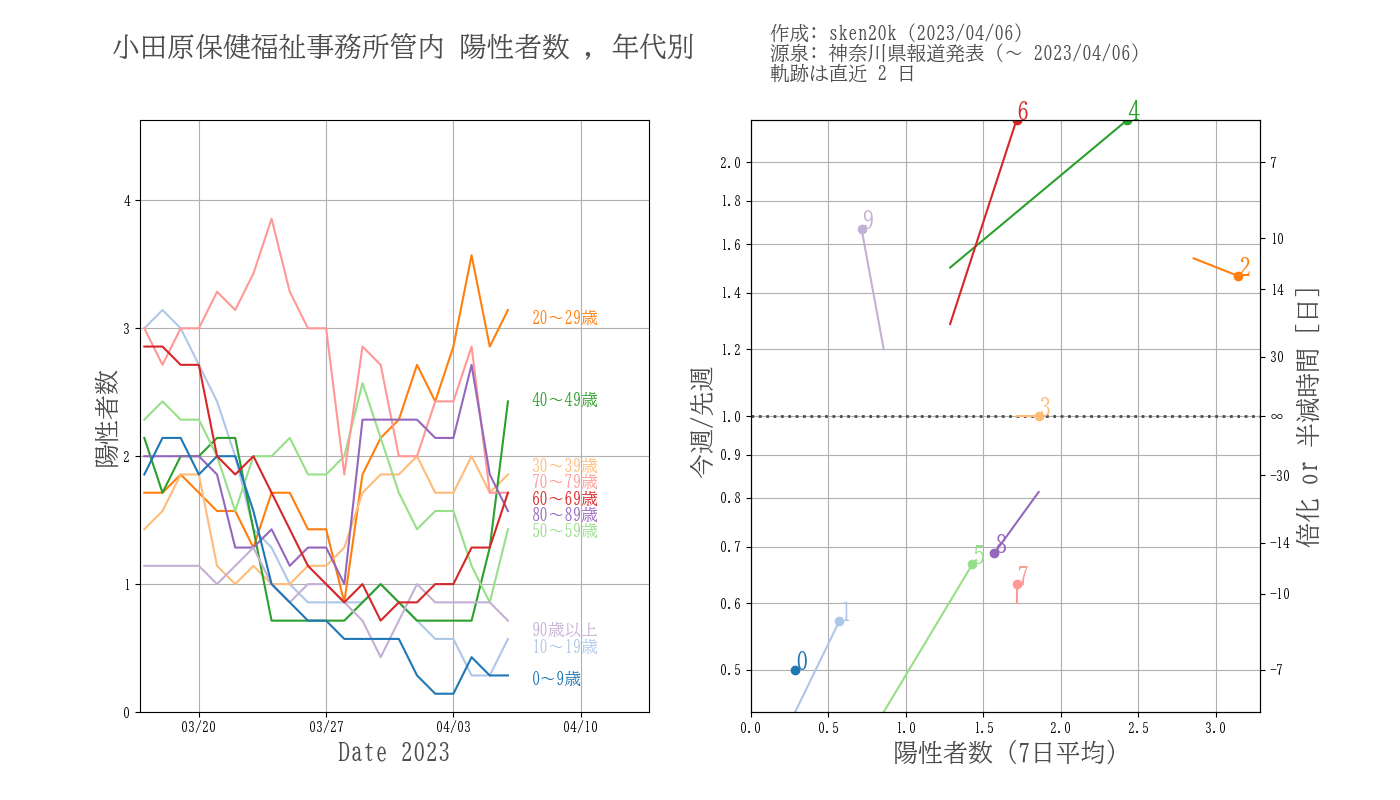 小田原保健福祉事務所管内 陽性者数 , 年代別
作成: sken20k (2023/04/06)
源泉: 神奈川県報道発表 (〜 2023/04/06)
軌跡は直近 2 日
陽性者数
4
3
2
1
0
03/20
03/27
04/03
04/10
Date 2023
20〜29歳
40〜49歳
30〜39歳
70〜79歳
60〜69歳
80〜89歳
50〜59歳
90歳以上
10〜19歳
0〜9歳
今週/先週
2.0
1.8
1.6
1.4
1.2
1.0
0.9
0.8
0.7
0.6
0.5
6
4
9
2
3
8
5
7
1
0
0.0
0.5
1.0
1.5
2.0
2.5
3.0
陽性者数 (7日平均)
7
10
14
30
∞
-30
-14
-10
-7
倍化 or 半減時間 [日]